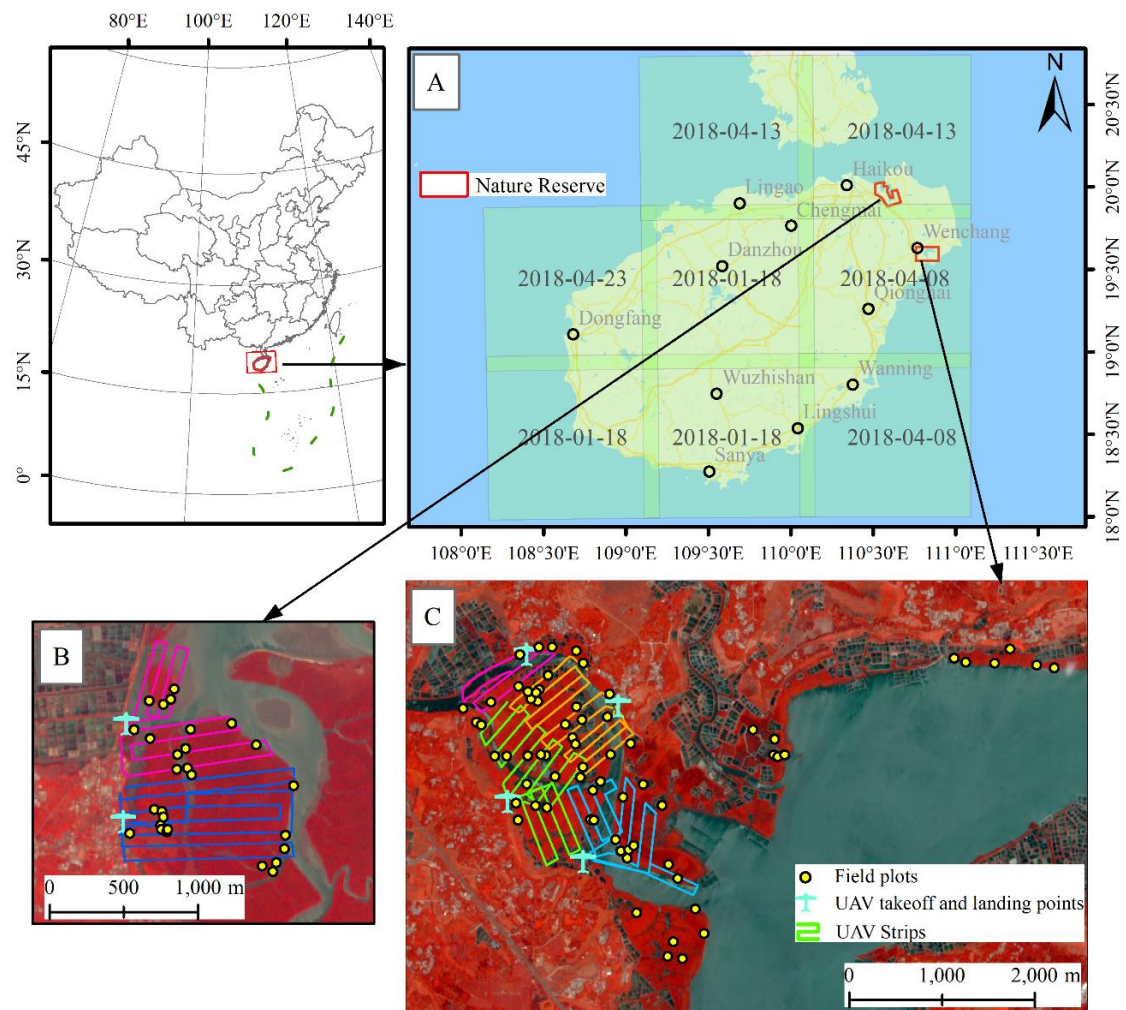 80°E 100°E 120°E 140°E
45°N
30°N
15°N
0°
A
N
Nature Reserve
2018-04-13 2018-04-13
Haikou
Lingao
Chengmai
Wenchang
Danzhou
2018-04-23 2018-01-18 2018-04-08
Qionghai
Dongfang
Wuzhishan
Wanning
Lingshui
2018-01-18 2018-01-18 2018-04-08
Sanya
20°30'N
20°0'N
19°30'N
19°0'N
18°30'N
18°0'N
108°0'E 108°30'E 109°0'E 109°30'E 110°0'E 110°30'E 111°0'E 111°30'E
B
0 500 1,000 m
C
Field plots
UAV takeoff and landing points
UAV Strips
0 1,000 2,000 m